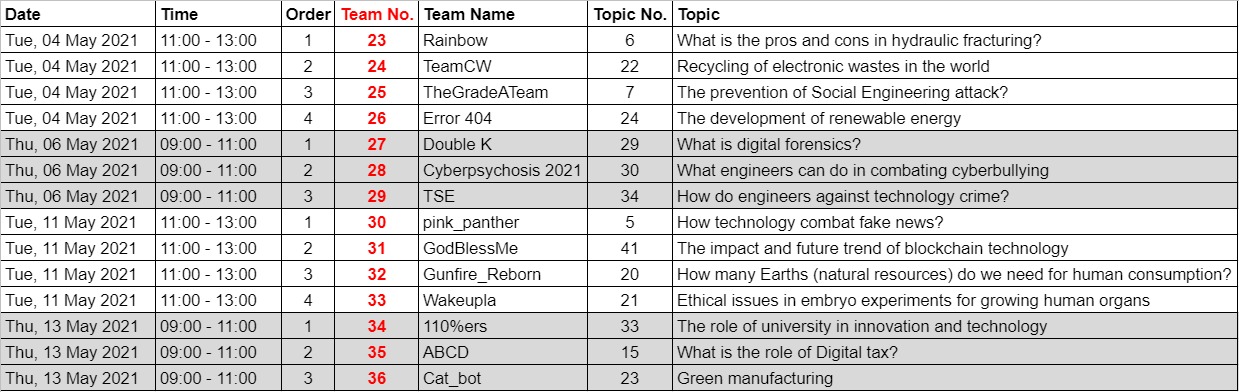 Date Time Order Team No. Team Name Topic No. Topic
Tue, 04 May 2021 11:00 - 13:00 1 23 Rainbow 6 What is the pros and cons in hydraulic fracturing?
Tue, 04 May 2021 11:00 - 13:00 2 24 TeamCW 22 Recycling of electronic wastes in the world
Tue, 04 May 2021 11:00 - 13:00 3 25 TheGradeATeam 7 The prevention of Social Engineering attack?
Tue, 04 May 2021 11:00 - 13:00 4 26 Error 404 24 The development of renewable energy
Thu, 06 May 2021 09:00 - 11:00 1 27 Double K 29 What is digital forensics?
Thu, 06 May 2021 09:00 - 11:00 2 28 Cyberpsychosis 2021 30 What engineers can do in combating cyberbullying
Thu, 06 May 2021 09:00 - 11:00 3 29 TSE 34 How do engineers against technology crime?
Tue, 11 May 2021 11:00 - 13:00 1 30 pink_panther 5 How technology combat fake news?
Tue, 11 May 2021 11:00 - 13:00 2 31 GodBlessMe 41 The impact and future trend of blockchain technology
Tue, 11 May 2021 11:00 - 13:00 3 32 Gunfire_Reborn 20 How many Earths (natural resources) do we need for human consumption?
Tue, 11 May 2021 11:00 - 13:00 4 33 Wakeupla 21 Ethical issues in embryo experiments for growing human organs
Thu, 13 May 2021 09:00 - 11:00 1 34 110%ers 33 The role of university in innovation and technology
Thu, 13 May 2021 09:00 - 11:00 2 35 ABCD 15 What is the role of Digital tax?
Thu, 13 May 2021 09:00 - 11:00 3 36 Cat_bot 23 Green manufacturing